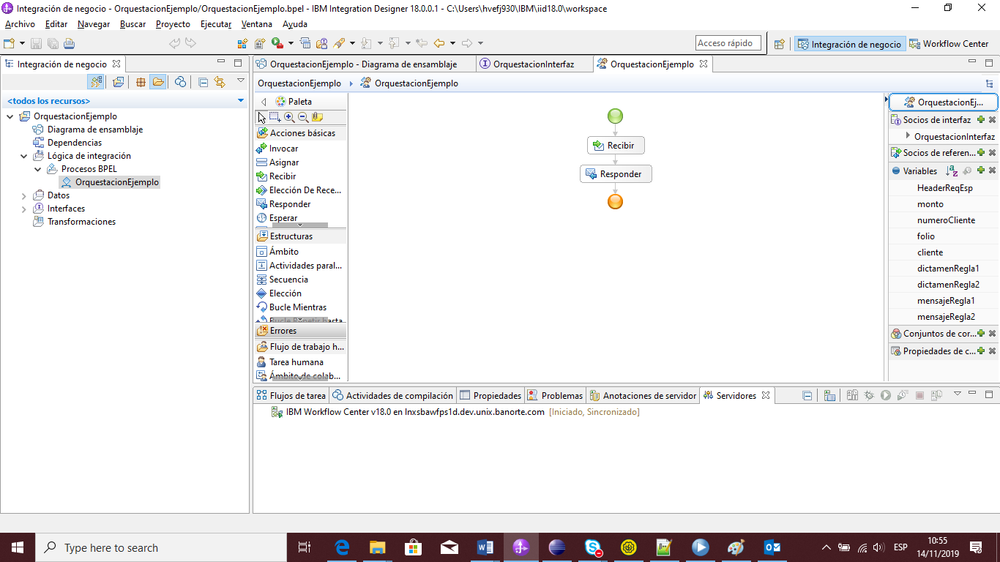 Integración de negocio - OrquestacionEjemplo/OrquestacionEjemplo.bpel - IBM Integration Designer 18.0.0.1 - C:\Users\hvefj930\IBM\iid18.0\workspace
Archivo Editar Navegar Buscar Proyecto Ejecutar Ventana Ayuda
Acceso rápido Integración de negocio Workflow Center
Integración de negocio
<todos los recursos>
OrquestacionEjemplo
Diagrama de ensamblaje
Dependencias
Lógica de integración
Procesos BPEL
OrquestacionEjemplo
Datos
Interfaces
Transformaciones
OrquestacionEjemplo - Diagrama de ensamblaje OrquestacionInterfaz OrquestacionEjemplo
OrquestacionEjemplo OrquestacionEjemplo
Paleta
Acciones básicas
Invocar
Asignar
Recibir
Elección De Rece...
Responder
Esperar
Estructuras
Ámbito
Actividades paral...
Secuencia
Elección
Bucle Mientras
Bucle Repetir hasta
Errores
Flujo de trabajo h...
Tarea humana
Ámbito de colab...
Recibir
Responder
OrquestacionEj...
Socios de interfaz
OrquestacionInterfaz
Socios de referen...
Variables
HeaderReqEsp
monto
numeroCliente
folio
cliente
dictamenRegla1
dictamenRegla2
mensajeRegla1
mensajeRegla2
Conjuntos de cor...
Propiedades de c...
Flujos de tarea Actividades de compilación Propiedades Problemas Anotaciones de servidor Servidores
IBM Workflow Center v18.0 en lnxsbawfps1d.dev.unix.banorte.com [Iniciado, Sincronizado]
Type here to search
ESP
10:55
14/11/2019